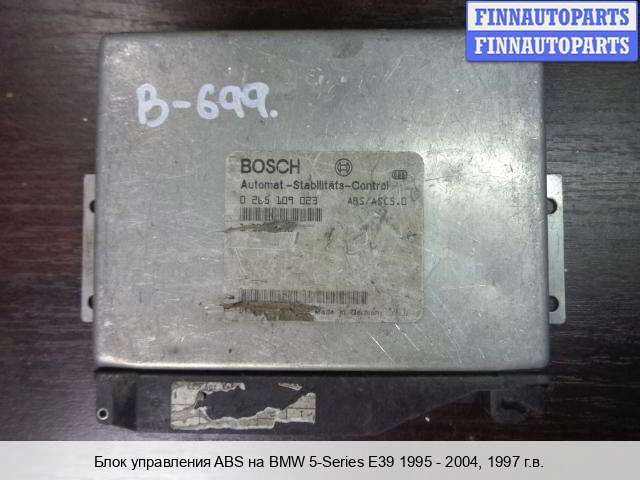 FINNAUTOPARTS
FINNAUTOPARTS
B-699.
BOSCH
Automat-Stabilitäts-Control
0 265 109 023 ABS/ASC5.0
Made in Germany
Блок управления ABS на BMW 5-Series E39 1995 - 2004, 1997 г.в.